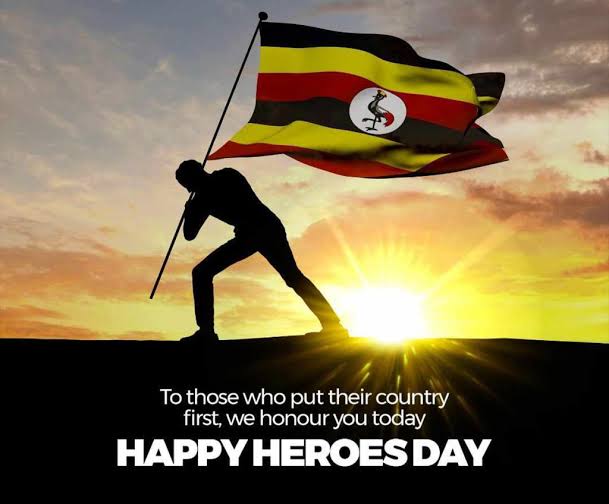 To those who put their country
first, we honour you today
HAPPY HEROES DAY